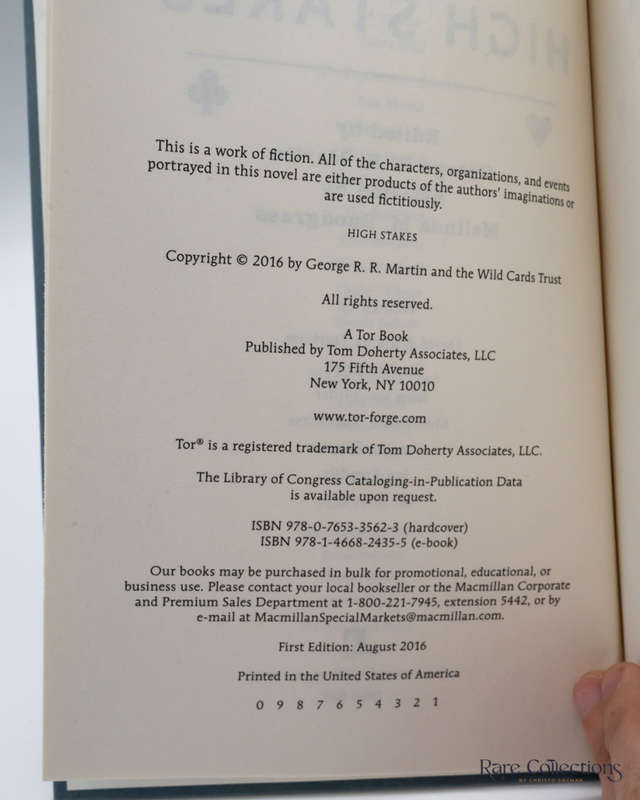 HIGH STAKES
This is a work of fiction. All of the characters, organizations, and events
portrayed in this novel are either products of the authors' imaginations or
are used fictitiously.
HIGH STAKES
Copyright © 2016 by George R. R. Martin and the Wild Cards Trust
All rights reserved.
A Tor Book
Published by Tom Doherty Associates, LLC
175 Fifth Avenue
New York, NY 10010
www.tor-forge.com
Tor® is a registered trademark of Tom Doherty Associates, LLC.
The Library of Congress Cataloging-in-Publication Data
is available upon request.
ISBN 978-0-7653-3562-3 (hardcover)
ISBN 978-1-4668-2435-5 (e-book)
Our books may be purchased in bulk for promotional, educational, or
business use. Please contact your local bookseller or the Macmillan Corporate
and Premium Sales Department at 1-800-221-7945, extension 5442, or by
e-mail at MacmillanSpecialMarkets@macmillan.com.
First Edition: August 2016
Printed in the United States of America
0 9 8 7 6 5 4 3 2 1
Rare Collections